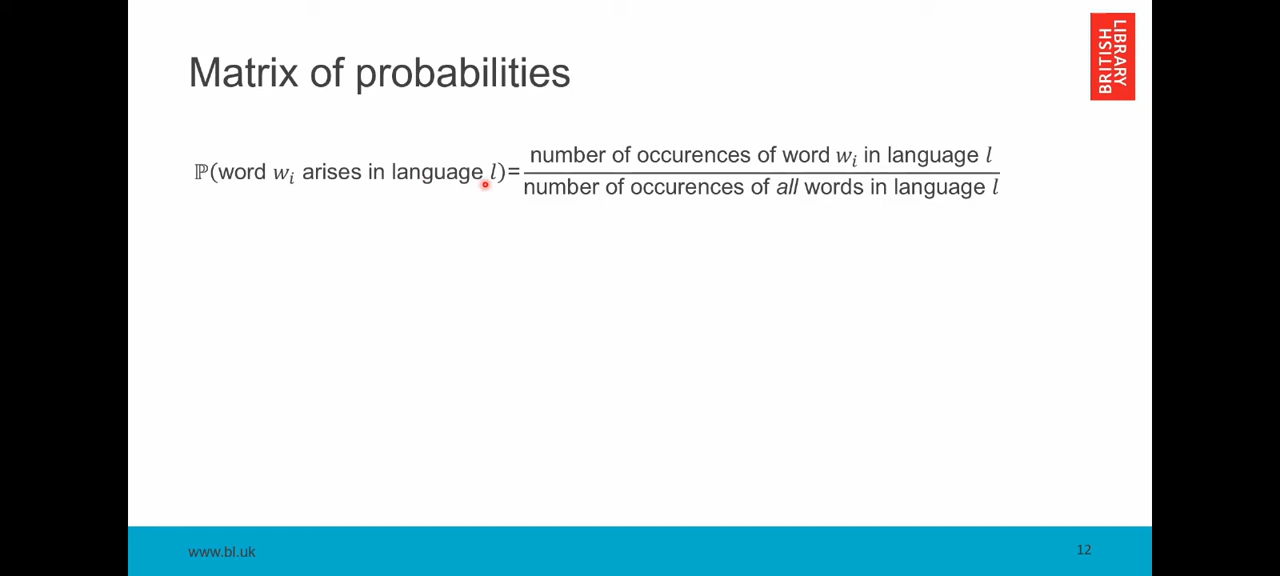 Matrix of probabilities
LIBRARY
BRITISH
ℙ(word wᵢ arises in language l)=
number of occurences of word wᵢ in language l
number of occurences of all words in language l
www.bl.uk
12